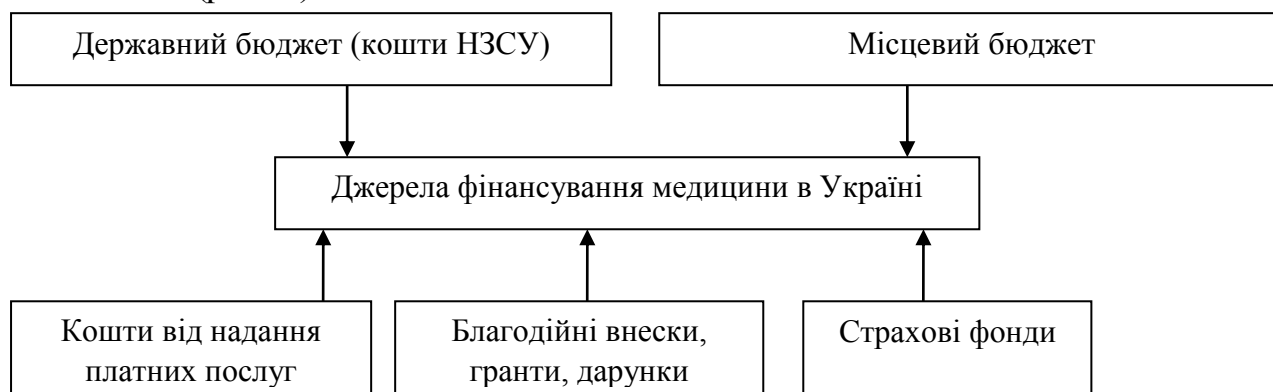 Державний бюджет (кошти НЗСУ)
Місцевий бюджет
Джерела фінансування медицини в Україні
Кошти від надання
платних послуг
Благодійні внески,
гранти, дарунки
Страхові фонди